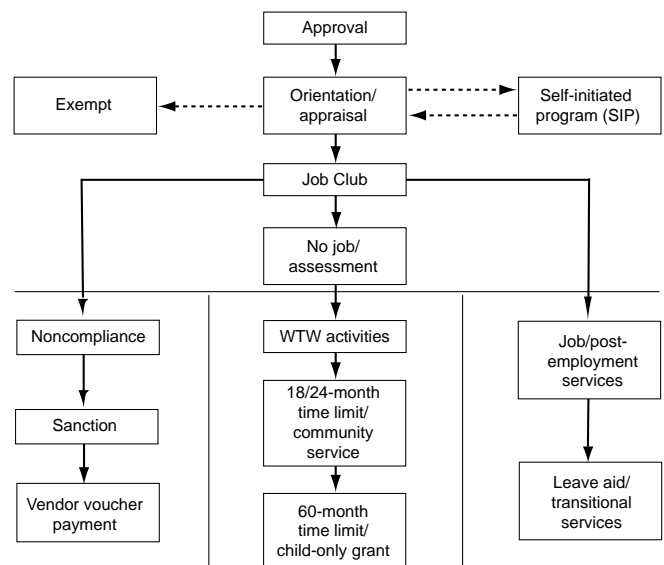 Approval
Exempt
Orientation/
appraisal
Self-initiated
program (SIP)
Job Club
No job/
assessment
Noncompliance
Sanction
Vendor voucher
payment
WTW activities
18/24-month
time limit/
community
service
60-month
time limit/
child-only grant
Job/post-
employment
services
Leave aid/
transitional
services